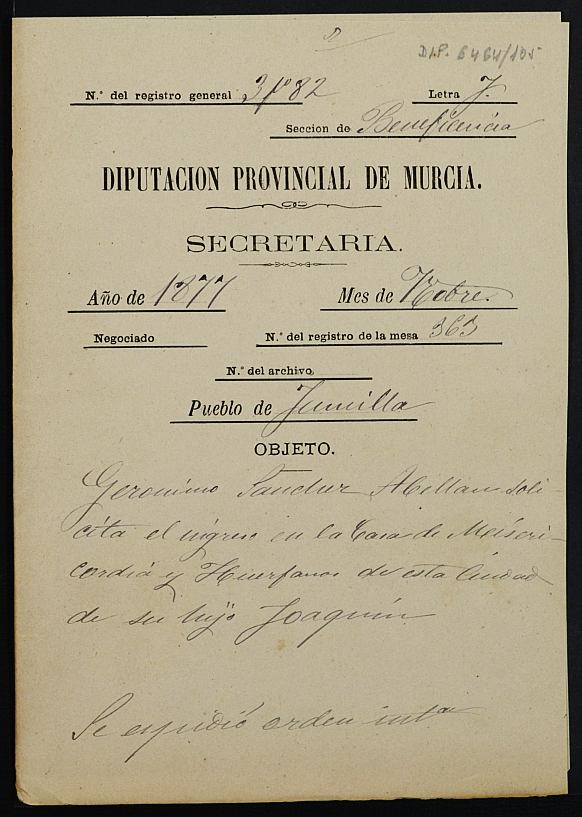 DIP. 6464/105
N.º del registro general 3182 Letra J.
Seccion de Beneficencia
DIPUTACION PROVINCIAL DE MURCIA.
SECRETARIA.
Año de 1877 Mes de Nobre.
Negociado N.º del registro de la mesa 363
N.º del archivo
Pueblo de Jumilla
OBJETO.
Geronimo Sanchez Abellan soli-
cita el ingreso en la Casa de Miseri-
cordia y Huerfanos de esta Ciudad
de su hijo Joaquin
Se espidió orden